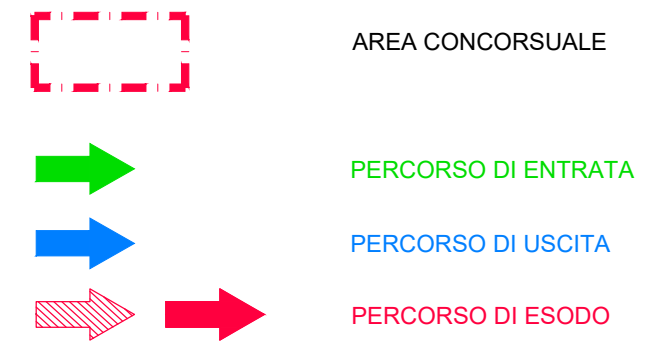 AREA CONCORSUALE
PERCORSO DI ENTRATA
PERCORSO DI USCITA
PERCORSO DI ESODO